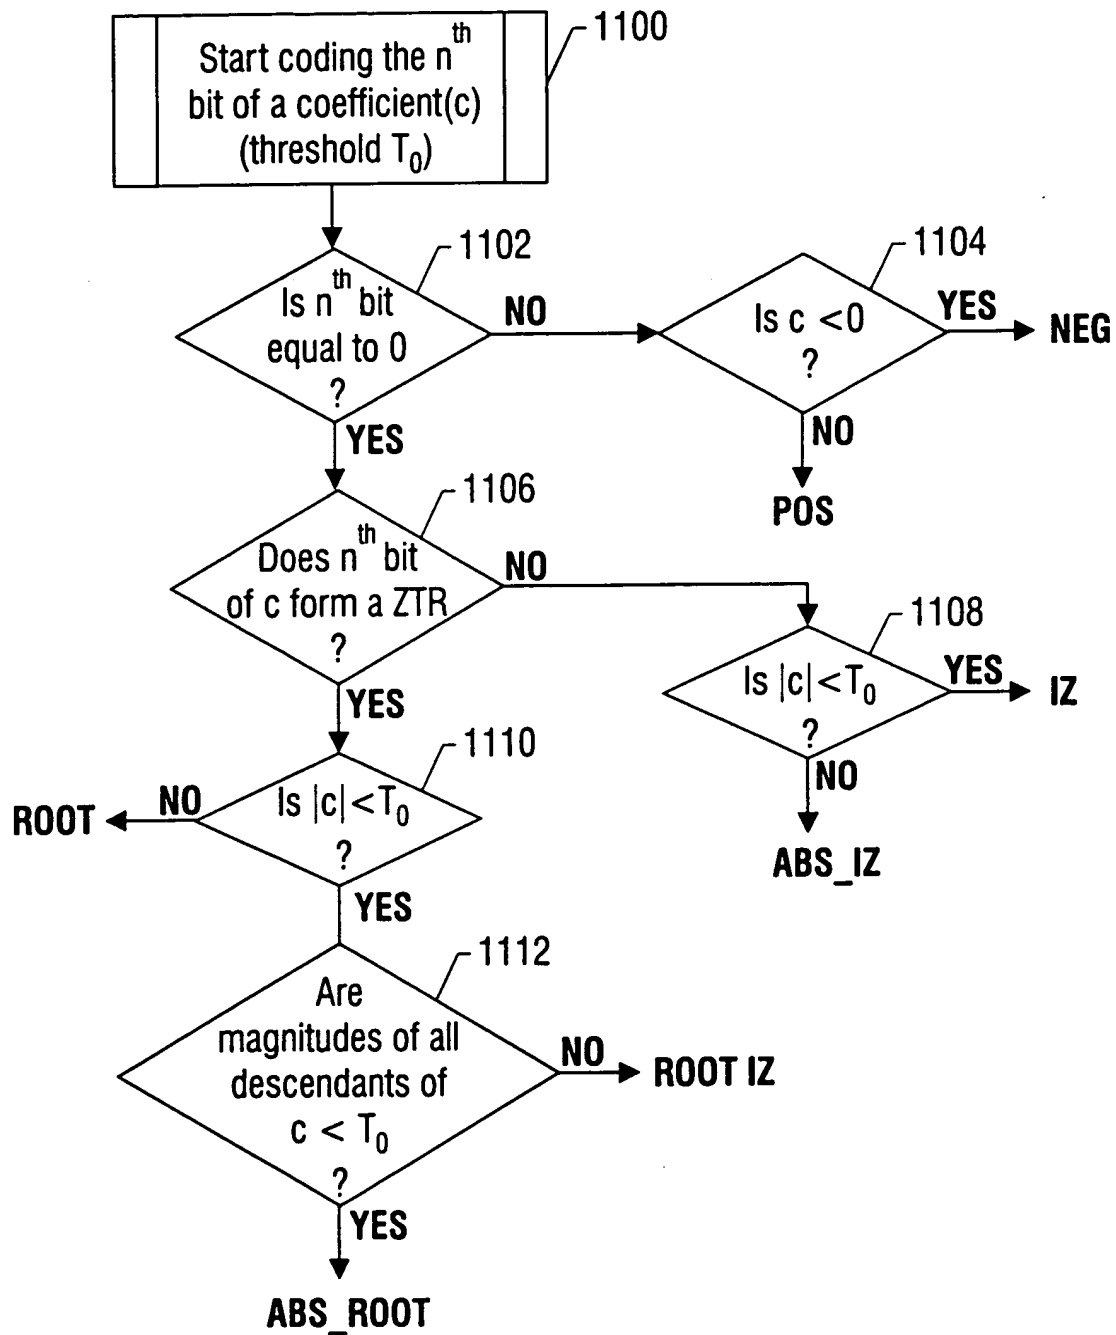 1100
Start coding the nth
bit of a coefficient(c)
(threshold T0)
1102
Is nth bit
equal to 0
?
NO
YES
1104
Is c <0
?
YES
NEG
NO
POS
1106
Does nth bit
of c form a ZTR
?
NO
YES
1108
Is |c|<T0
?
YES
IZ
NO
ABS_IZ
1110
Is |c|<T0
?
NO
ROOT
YES
1112
Are
magnitudes of all
descendants of
c < T0
?
NO
ROOT IZ
YES
ABS_ROOT